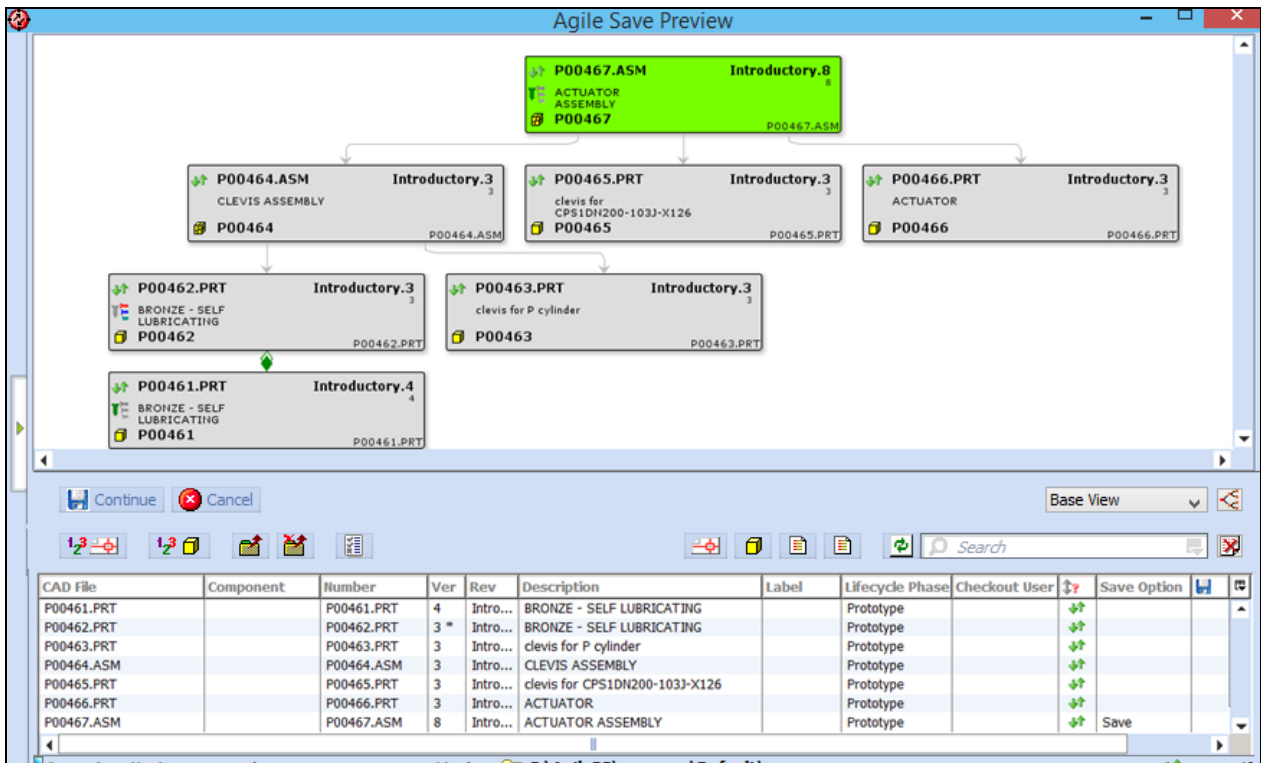 Agile Save Preview
P00467.ASM Introductory.8
8
ACTUATOR
ASSEMBLY
P00467 P00467.ASM
P00464.ASM Introductory.3
3
CLEVIS ASSEMBLY
P00464 P00464.ASM
P00465.PRT Introductory.3
3
clevis for
CPS1DN200-103J-X126
P00465 P00465.PRT
P00466.PRT Introductory.3
3
ACTUATOR
P00466 P00466.PRT
P00462.PRT Introductory.3
3
BRONZE - SELF
LUBRICATING
P00462 P00462.PRT
P00463.PRT Introductory.3
3
clevis for P cylinder
P00463 P00463.PRT
P00461.PRT Introductory.4
4
BRONZE - SELF
LUBRICATING
P00461 P00461.PRT
Continue Cancel Base View
Search
CAD File Component Number Ver Rev Description Label Lifecycle Phase Checkout User Save Option
P00461.PRT P00461.PRT 4 Intro... BRONZE - SELF LUBRICATING Prototype
P00462.PRT P00462.PRT 3 * Intro... BRONZE - SELF LUBRICATING Prototype
P00463.PRT P00463.PRT 3 Intro... clevis for P cylinder Prototype
P00464.ASM P00464.ASM 3 Intro... CLEVIS ASSEMBLY Prototype
P00465.PRT P00465.PRT 3 Intro... clevis for CPS1DN200-103J-X126 Prototype
P00466.PRT P00466.PRT 3 Intro... ACTUATOR Prototype
P00467.ASM P00467.ASM 8 Intro... ACTUATOR ASSEMBLY Prototype Save